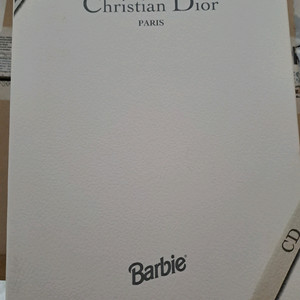 Christian Dior
PARIS
CD
Barbie